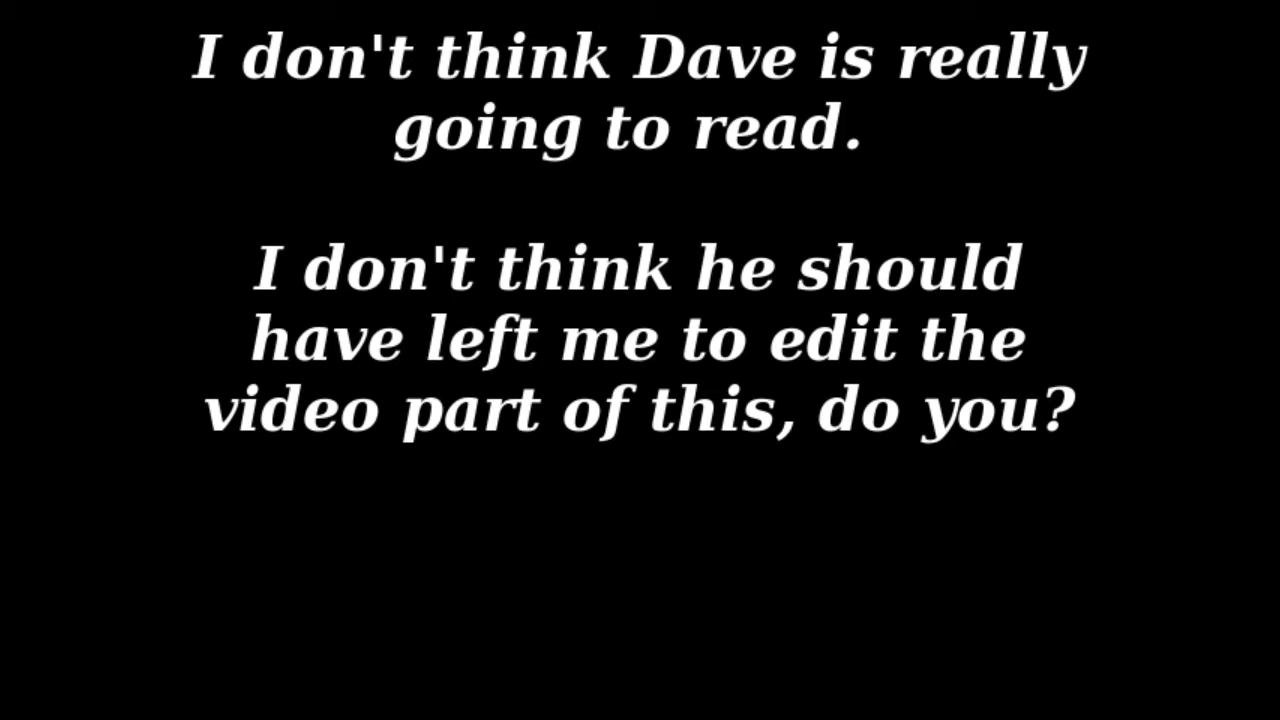 I don't think Dave is really
going to read.
I don't think he should
have left me to edit the
video part of this, do you?